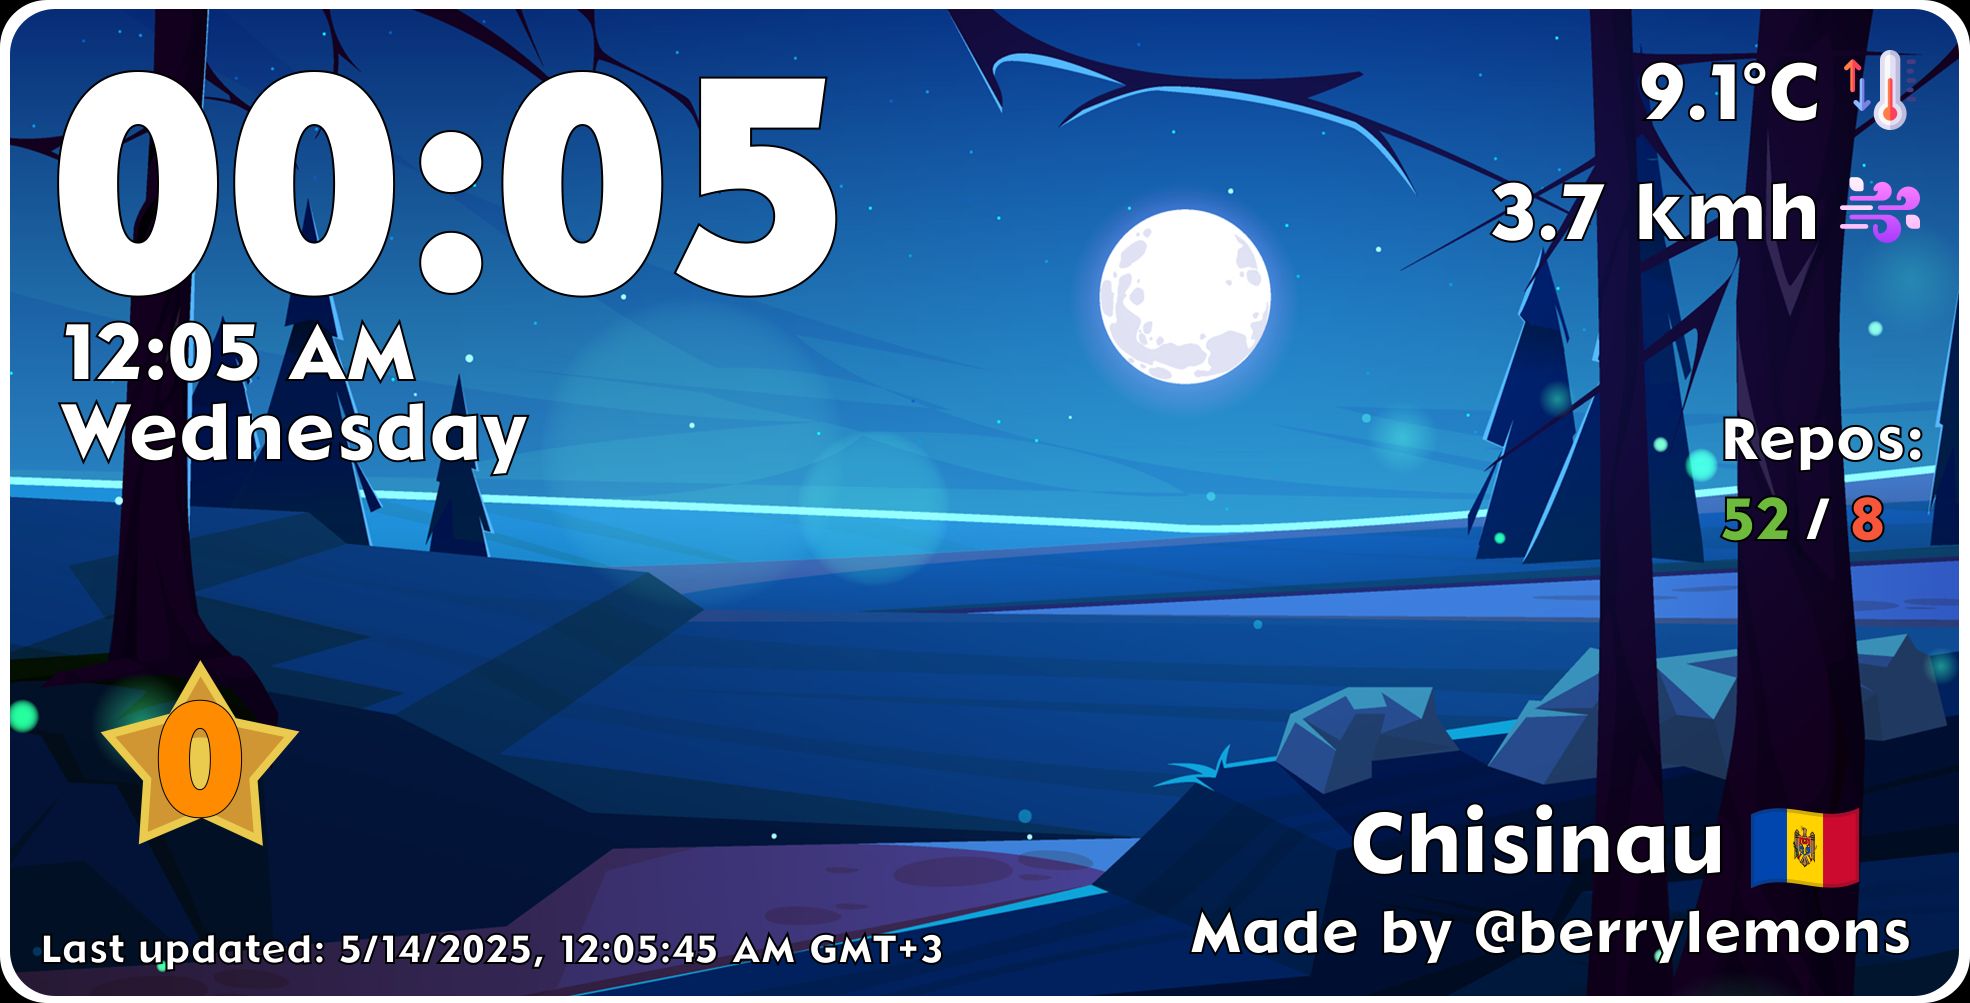 00:05
12:05 AM
Wednesday
9.1°C
3.7 kmh
Repos:
52 / 8
0
Chisinau
Made by @berrylemons
Last updated: 5/14/2025, 12:05:45 AM GMT+3